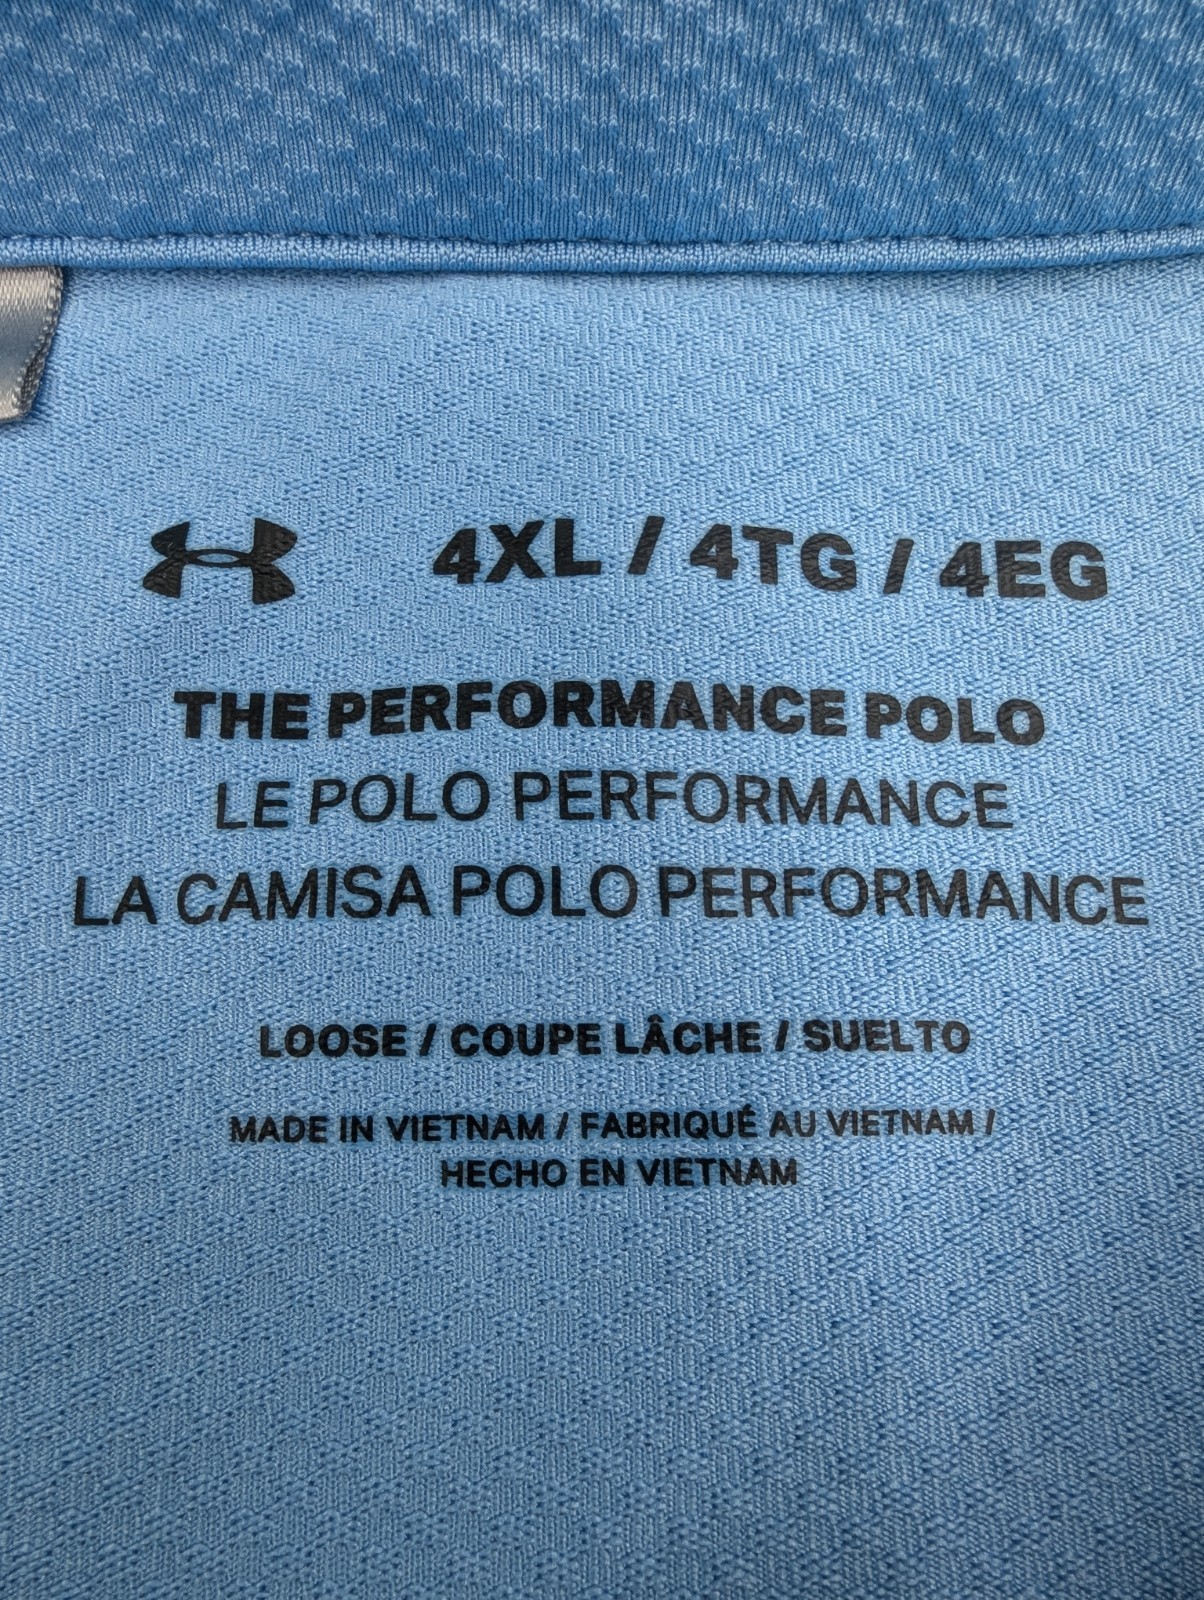 4XL / 4TG / 4EG
THE PERFORMANCE POLO
LE POLO PERFORMANCE
LA CAMISA POLO PERFORMANCE
LOOSE / COUPE LÂCHE / SUELTO
MADE IN VIETNAM / FABRIQUÉ AU VIETNAM /
HECHO EN VIETNAM